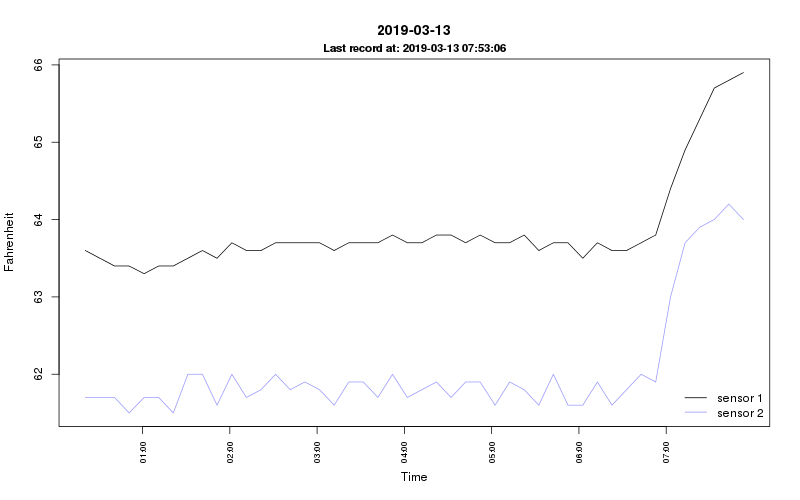 2019-03-13
Last record at: 2019-03-13 07:53:06
Fahrenheit
66
65
64
63
62
sensor 1
sensor 2
01:00
02:00
03:00
04:00
05:00
06:00
07:00
Time